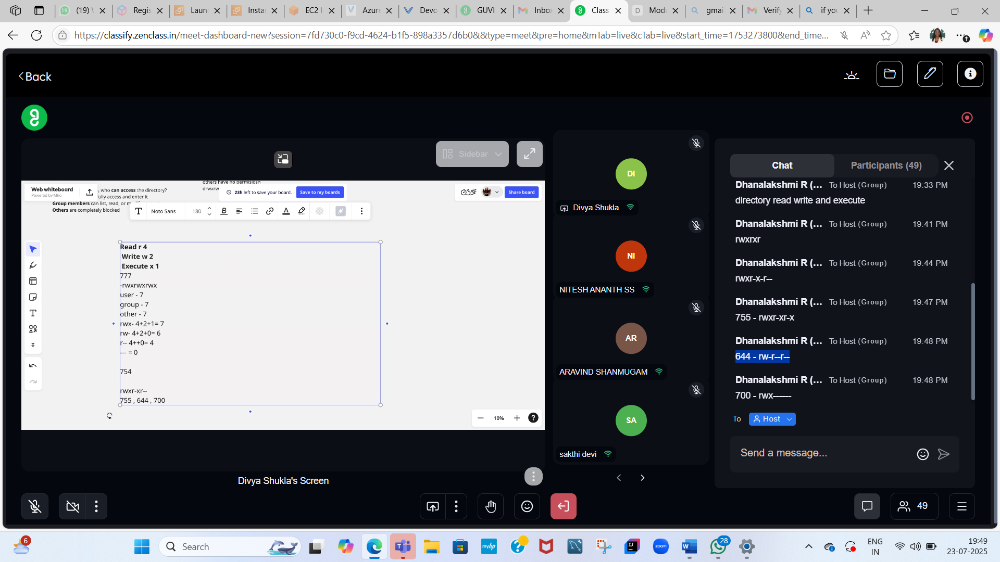 (19) V
Regis
Laun
Insta
EC2 I
Azure
Devo
GUVI
Inbo
Class
Modu
gmai
Verify
if you
https://classify.zenclass.in/meet-dashboard-new?session=7fd730c0-f9cd-4624-b1f5-898a3357d6b0&&type=meet&pre=home&mTab=live&cTab=live&start_time=1753273800&end_time...
Back
Sidebar
others have no permisiosn
drwxrw
Web whiteboard
Powered by Miro
, who can access the directory?
fully access and enter it
Group members can list, read, or m
Others are completely blocked
23h left to save your board.
Save to my boards
Share board
Noto Sans
180
Read r 4
Write w 2
Execute x 1
777
-rwxrwxrwx
user - 7
group - 7
other - 7
rwx- 4+2+1= 7
rw- 4+2+0= 6
r-- 4++0= 4
--- = 0
754
rwxr-xr--
755 , 644 , 700
10%
Divya Shukla's Screen
DI
Divya Shukla
NI
NITESH ANANTH SS
AR
ARAVIND SHANMUGAM
SA
sakthi devi
Chat
Participants (49)
Dhanalakshmi R (... To Host (Group) 19:33 PM
directory read write and execute
Dhanalakshmi R (... To Host (Group) 19:41 PM
rwxrxr
Dhanalakshmi R (... To Host (Group) 19:44 PM
rwxr-x-r--
Dhanalakshmi R (... To Host (Group) 19:47 PM
755 - rwxr-xr-x
Dhanalakshmi R (... To Host (Group) 19:48 PM
644 - rw-r--r--
Dhanalakshmi R (... To Host (Group) 19:48 PM
700 - rwx------
To Host
Send a message...
49
6
Search
myhp
zoom
28
ENG
IN
19:49
23-07-2025